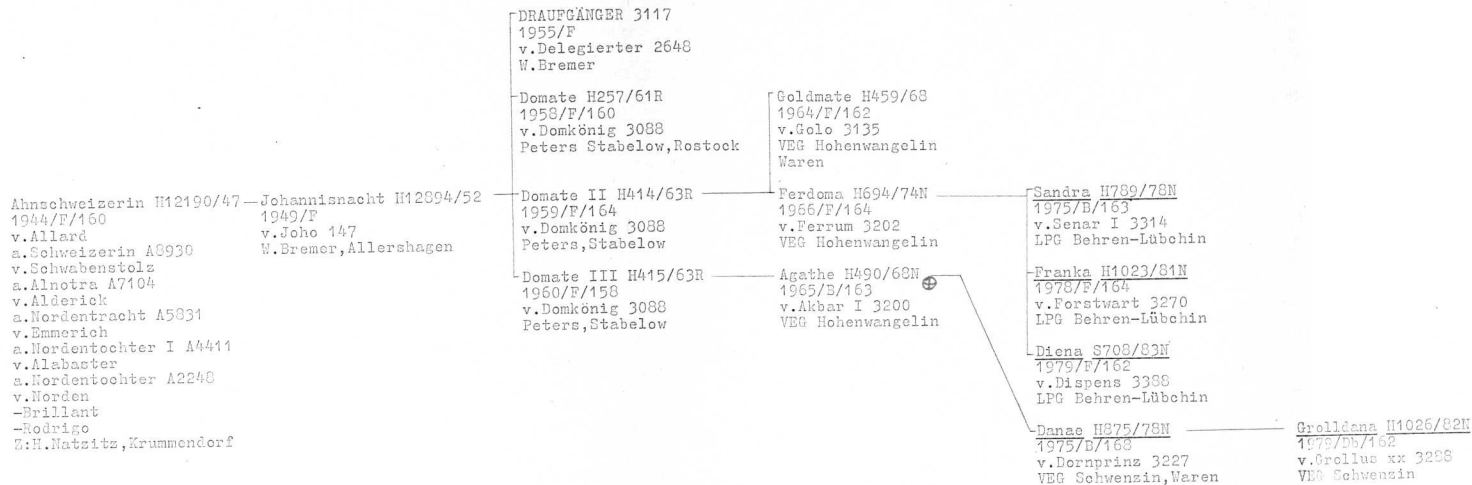 Ahnschweizerin H12190/47
1944/F/160
v.Allard
a.Schweizerin A8930
v.Schwabenstolz
a.Alnotra A7104
v.Alderick
a.Nordentracht A5831
v.Emmerich
a.Nordentochter I A4411
v.Alabaster
a.Nordentochter A2248
v.Norden
-Brillant
-Rodrigo
Z:H.Natzitz,Krummendorf
Johannisnacht H12894/52
1949/F
v.Joho 147
W.Bremer,Allershagen
DRAUFGÄNGER 3117
1955/F
v.Delegierter 2648
W.Bremer
Domate H257/61R
1958/F/160
v.Domkönig 3088
Peters Stabelow,Rostock
Domate II H414/63R
1959/F/164
v.Domkönig 3088
Peters,Stabelow
Domate III H415/63R
1960/F/158
v.Domkönig 3088
Peters,Stabelow
Goldmate H459/68
1964/F/162
v.Golo 3135
VEG Hohenwangelin
Waren
Ferdoma H694/74N
1966/F/164
v.Ferrum 3202
VEG Hohenwangelin
Agathe H490/68N
1965/B/163
v.Akbar I 3200
VEG Hohenwangelin
Sandra H789/78N
1975/B/163
v.Senar I 3314
LPG Behren-Lübchin
Franka H1023/81N
1978/F/164
v.Forstwart 3270
LPG Behren-Lübchin
Diena S708/83N
1979/F/162
v.Dispens 3388
LPG Behren-Lübchin
Danae H875/78N
1975/B/168
v.Dornprinz 3227
VEG Schwenzin,Waren
Grolldana H1026/82N
1979/Db/162
v.Grollus xx 3288
VEG Schwenzin